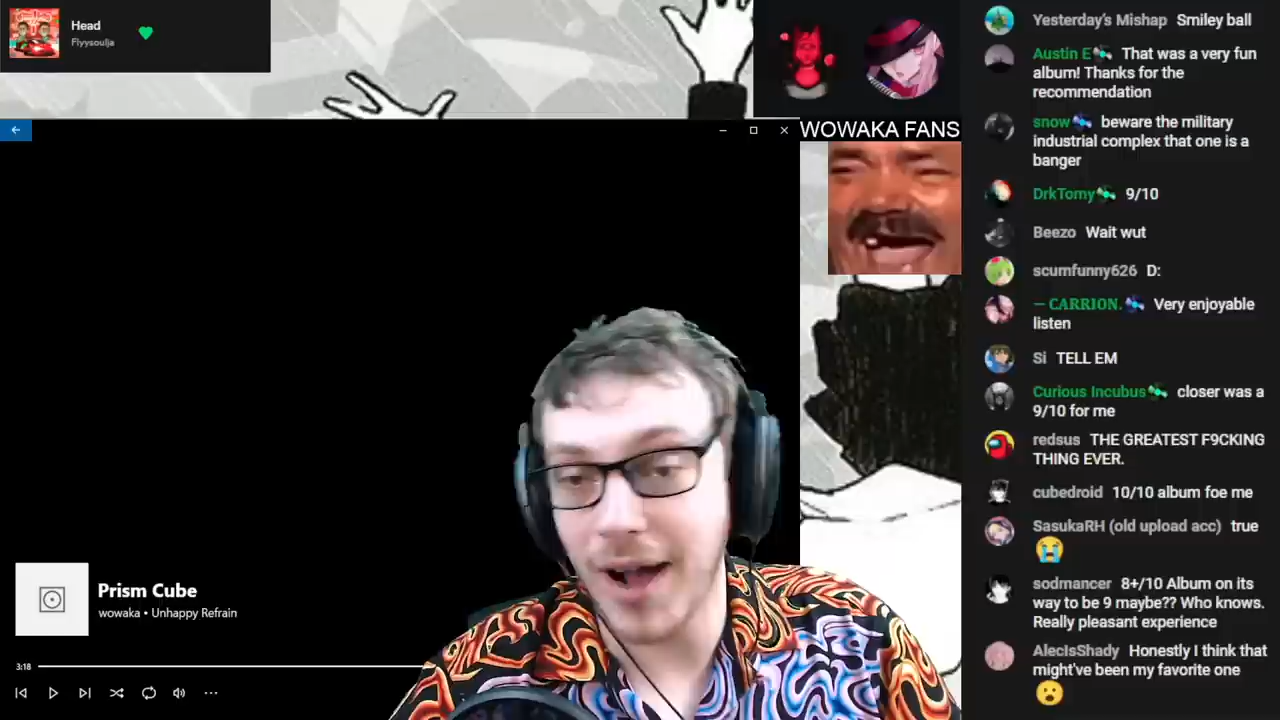 Head
Flyysoulja
WOWAKA FANS
Prism Cube
wowaka • Unhappy Refrain
3:18
Yesterday's Mishap Smiley ball
Austin E That was a very fun
album! Thanks for the
recommendation
snow beware the military
industrial complex that one is a
banger
DrkTomy 9/10
Beezo Wait wut
scumfunny626 D:
— CARRION. Very enjoyable
listen
Si TELL EM
Curious Incubus closer was a
9/10 for me
redsus THE GREATEST F9CKING
THING EVER.
cubedroid 10/10 album foe me
SasukaRH (old upload acc) true
sodmancer 8+/10 Album on its
way to be 9 maybe?? Who knows.
Really pleasant experience
AlecIsShady Honestly I think that
might've been my favorite one